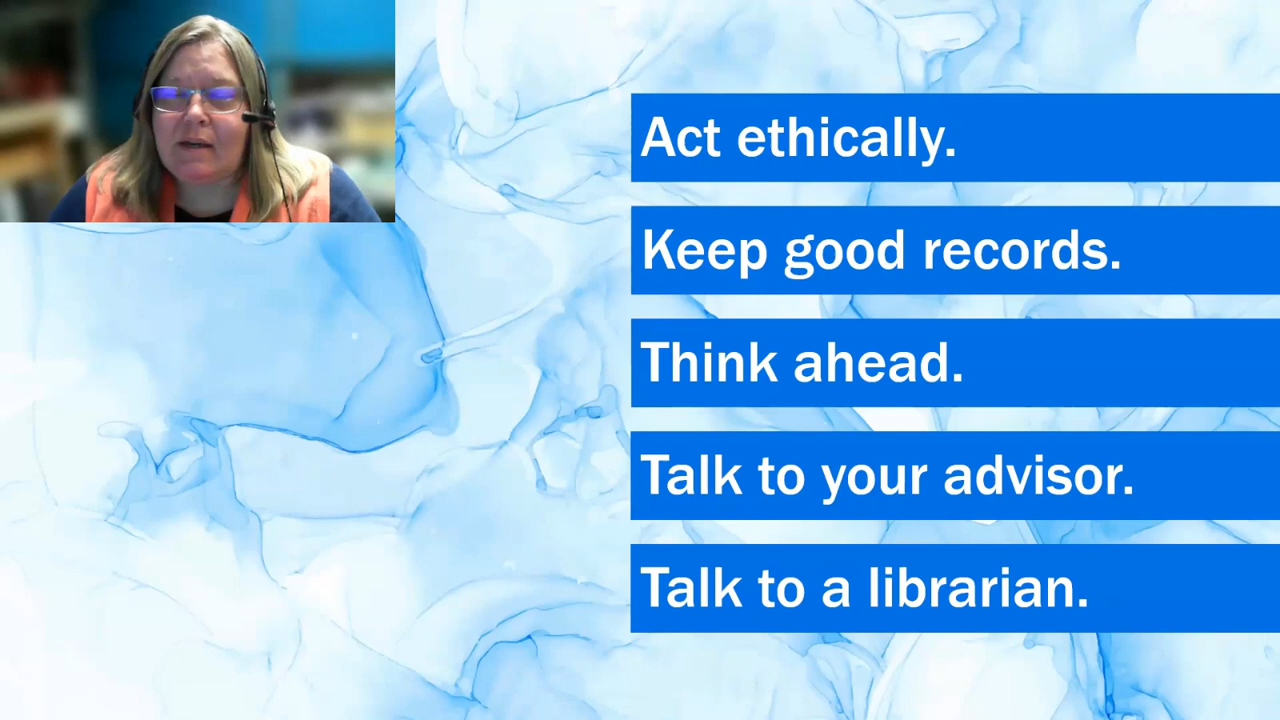 Act ethically.
Keep good records.
Think ahead.
Talk to your advisor.
Talk to a librarian.